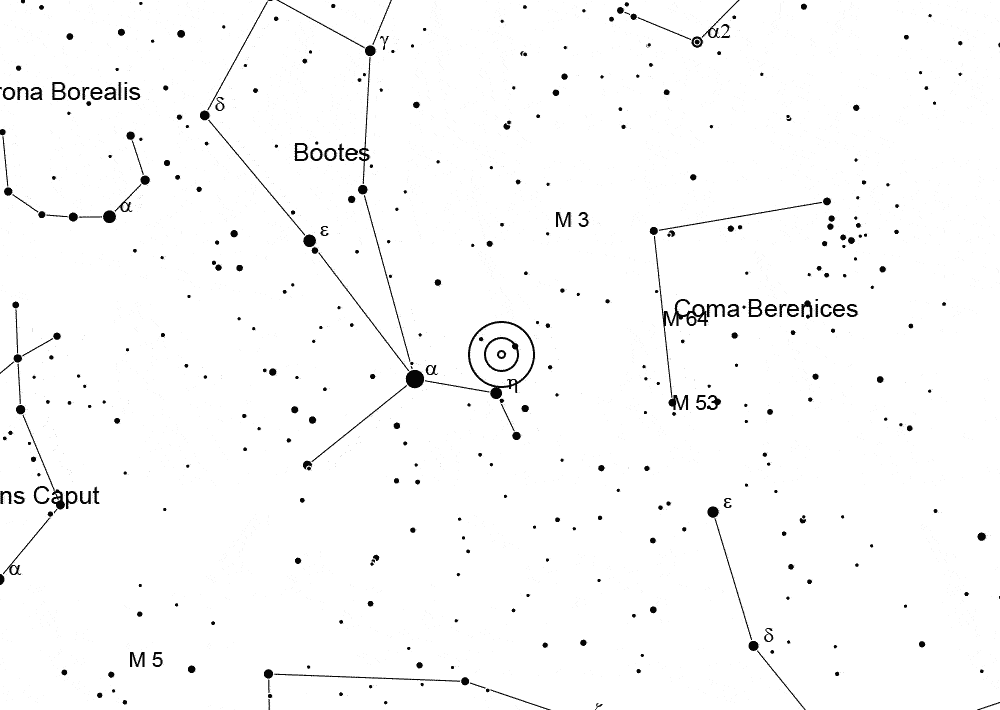 α2
γ
δ
rona Borealis
Bootes
α
M 3
ε
Coma Berenices
M 64
α
η
M 53
ns Caput
ε
α
δ
M 5